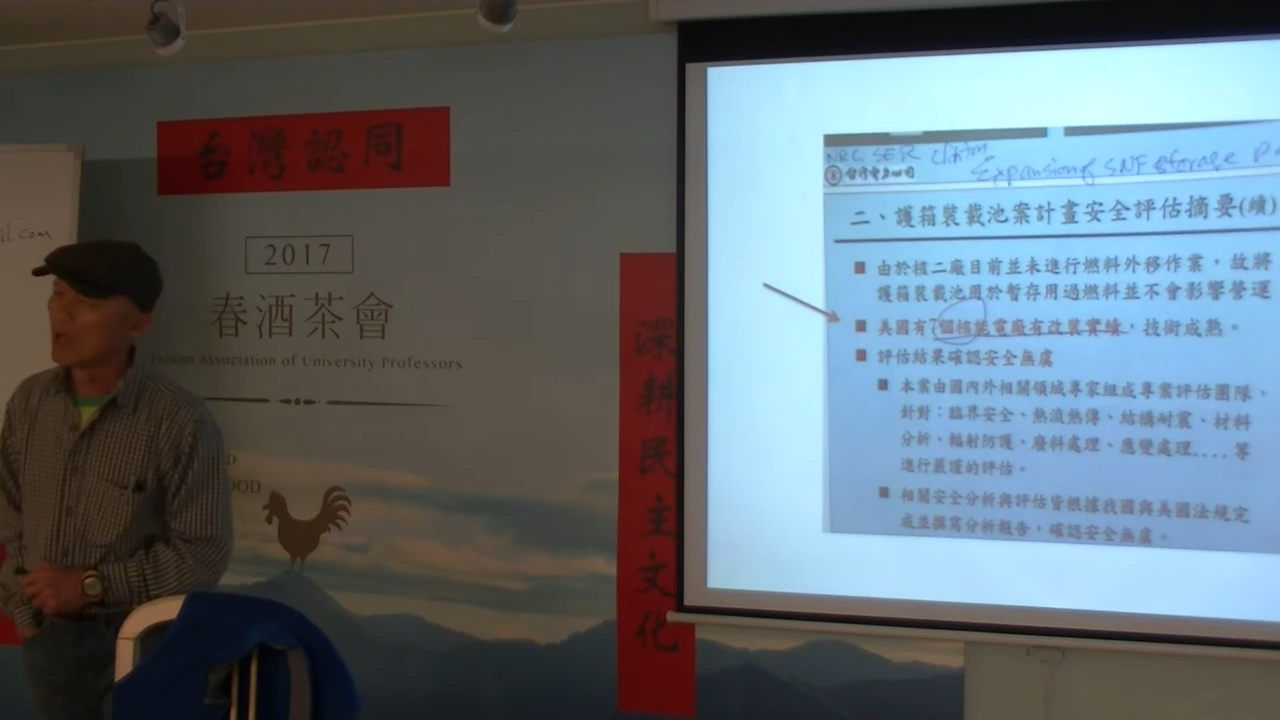 台灣認同
2017
春酒茶會
Taiwan Association of University Professors
OOD
深耕民主文化
il.com
NRC SER Clinton
Expansion of SNF storage P
台灣電力公司
二、護箱裝載池案計畫安全評估摘要(續)
由於核二廠目前並未進行燃料外移作業，故將
護箱裝載池用於暫存用過燃料並不會影響營運
美國有7個核能電廠有改裝實績，技術成熟。
評估結果確認安全無虞
本案由國內外相關領域專家組成專案評估團隊，
針對：臨界安全、熱流熱傳、結構耐震、材料
分析、輻射防護、廢料處理、應變處理....等
進行嚴謹的評估。
相關安全分析與評估皆根據我國與美國法規完
成並撰寫分析報告，確認安全無虞。